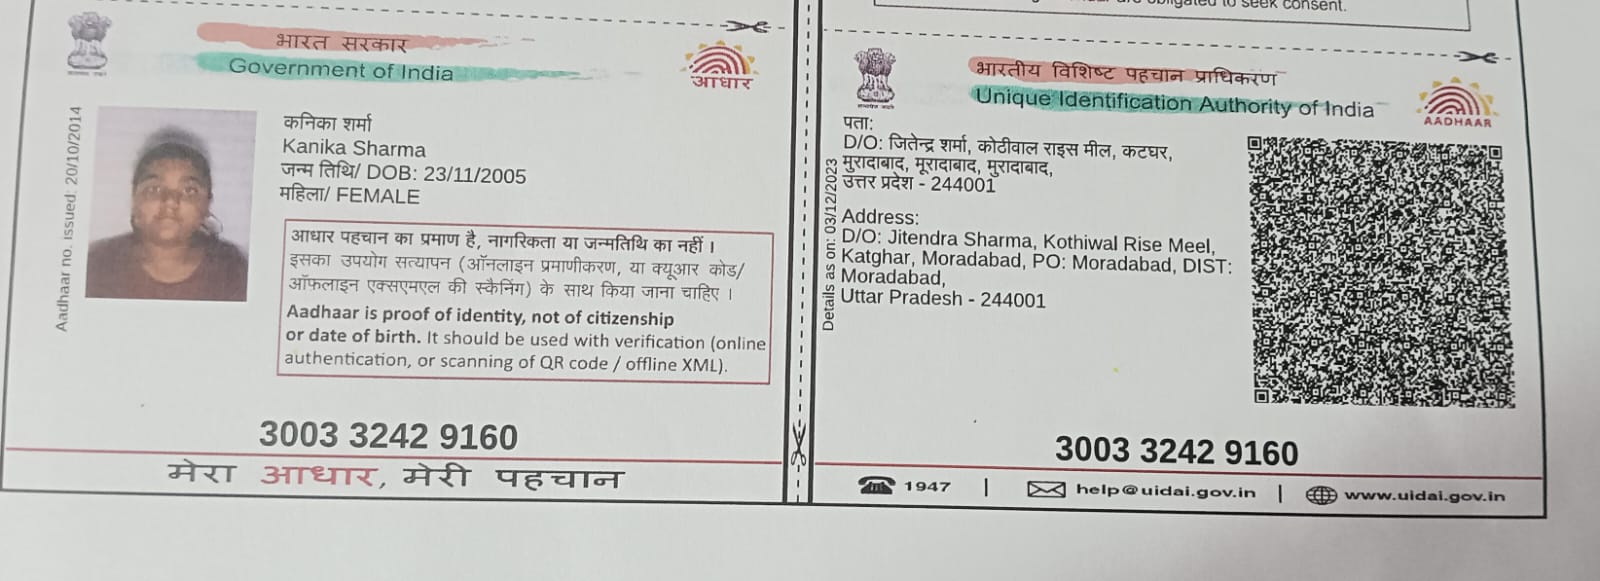 are obligated to seek consent.
भारत सरकार
Government of India
आधार
Aadhaar no. issued: 20/10/2014
कनिका शर्मा
Kanika Sharma
जन्म तिथि/ DOB: 23/11/2005
महिला/ FEMALE
आधार पहचान का प्रमाण है, नागरिकता या जन्मतिथि का नहीं ।
इसका उपयोग सत्यापन (ऑनलाइन प्रमाणीकरण, या क्यूआर कोड/
ऑफलाइन एक्सएमएल की स्कैनिंग) के साथ किया जाना चाहिए ।
Aadhaar is proof of identity, not of citizenship
or date of birth. It should be used with verification (online
authentication, or scanning of QR code / offline XML).
3003 3242 9160
मेरा आधार, मेरी पहचान
भारतीय विशिष्ट पहचान प्राधिकरण
Unique Identification Authority of India
AADHAAR
Details as on: 03/12/2023
पता:
D/O: जितेन्द्र शर्मा, कोठीवाल राइस मील, कटघर,
मुरादाबाद, मूरादाबाद, मुरादाबाद,
उत्तर प्रदेश - 244001
Address:
D/O: Jitendra Sharma, Kothiwal Rise Meel,
Katghar, Moradabad, PO: Moradabad, DIST:
Moradabad,
Uttar Pradesh - 244001
3003 3242 9160
1947 | help@uidai.gov.in | www.uidai.gov.in